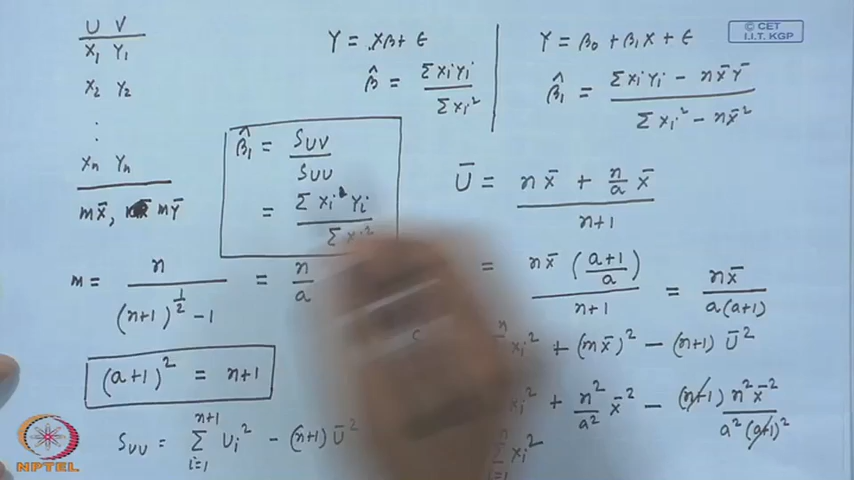 U V
x₁ Y₁
x₂ Y₂
:
xₙ Yₙ
mx̄, mȲ
Y = xβ + ε
β̂ = Σxᵢyᵢ / Σxᵢ²
Y = β₀ + β₁x + ε
β̂₁ = (Σxᵢyᵢ - nx̄ȳ) / (Σxᵢ² - nx̄²)
© CET
I.I.T. KGP
β̂₁ = S_UV / S_UU
= Σxᵢyᵢ / Σxᵢ²
Ū = (nx̄ + (n/a)x̄) / (n+1)
= nx̄((a+1)/a) / (n+1) = nx̄ / (a(a+1))
m = n / ((n+1)^(1/2) - 1) = n/a
(a+1)² = n+1
xᵢ² + (mx̄)² - (n+1)Ū²
xᵢ² + (n²/a²)x̄² - (n+1) n²x̄² / (a²(a+1)²)
S_UU = Σ_{i=1}^{n+1} Uᵢ² - (n+1)Ū²
xᵢ²
NPTEL